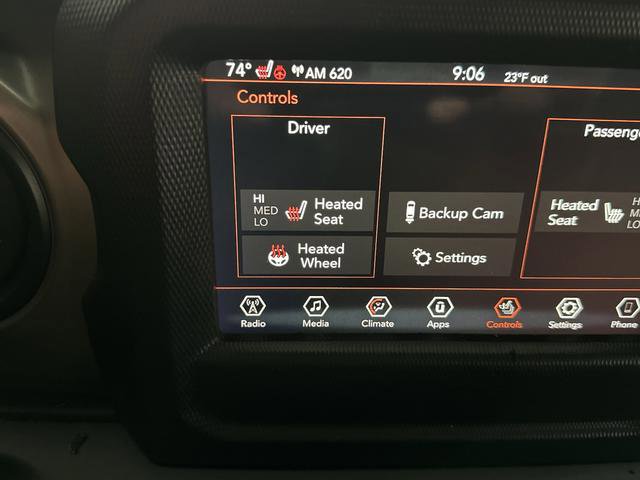 74° AM 620 9:06 23°F out
Controls
Driver
HI
MED
LO
Heated
Seat
Heated
Wheel
Backup Cam
Settings
Heated
Seat
LO
Radio
Media
Climate
Apps
Controls
Settings
Phone